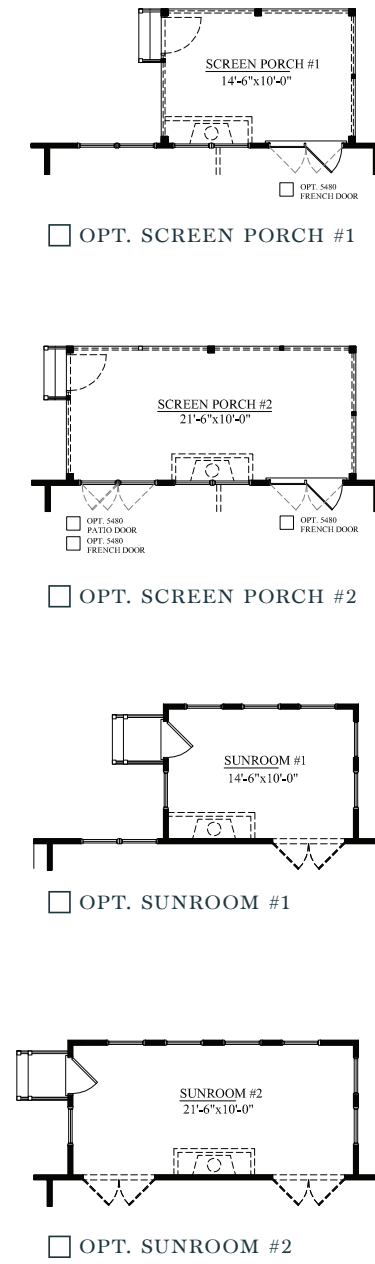 SCREEN PORCH #1
14'-6"x10'-0"
OPT. 5480
FRENCH DOOR
OPT. SCREEN PORCH #1
SCREEN PORCH #2
21'-6"x10'-0"
OPT. 5480
PATIO DOOR
OPT. 5480
FRENCH DOOR
OPT. 5480
FRENCH DOOR
OPT. SCREEN PORCH #2
SUNROOM #1
14'-6"x10'-0"
OPT. SUNROOM #1
SUNROOM #2
21'-6"x10'-0"
OPT. SUNROOM #2